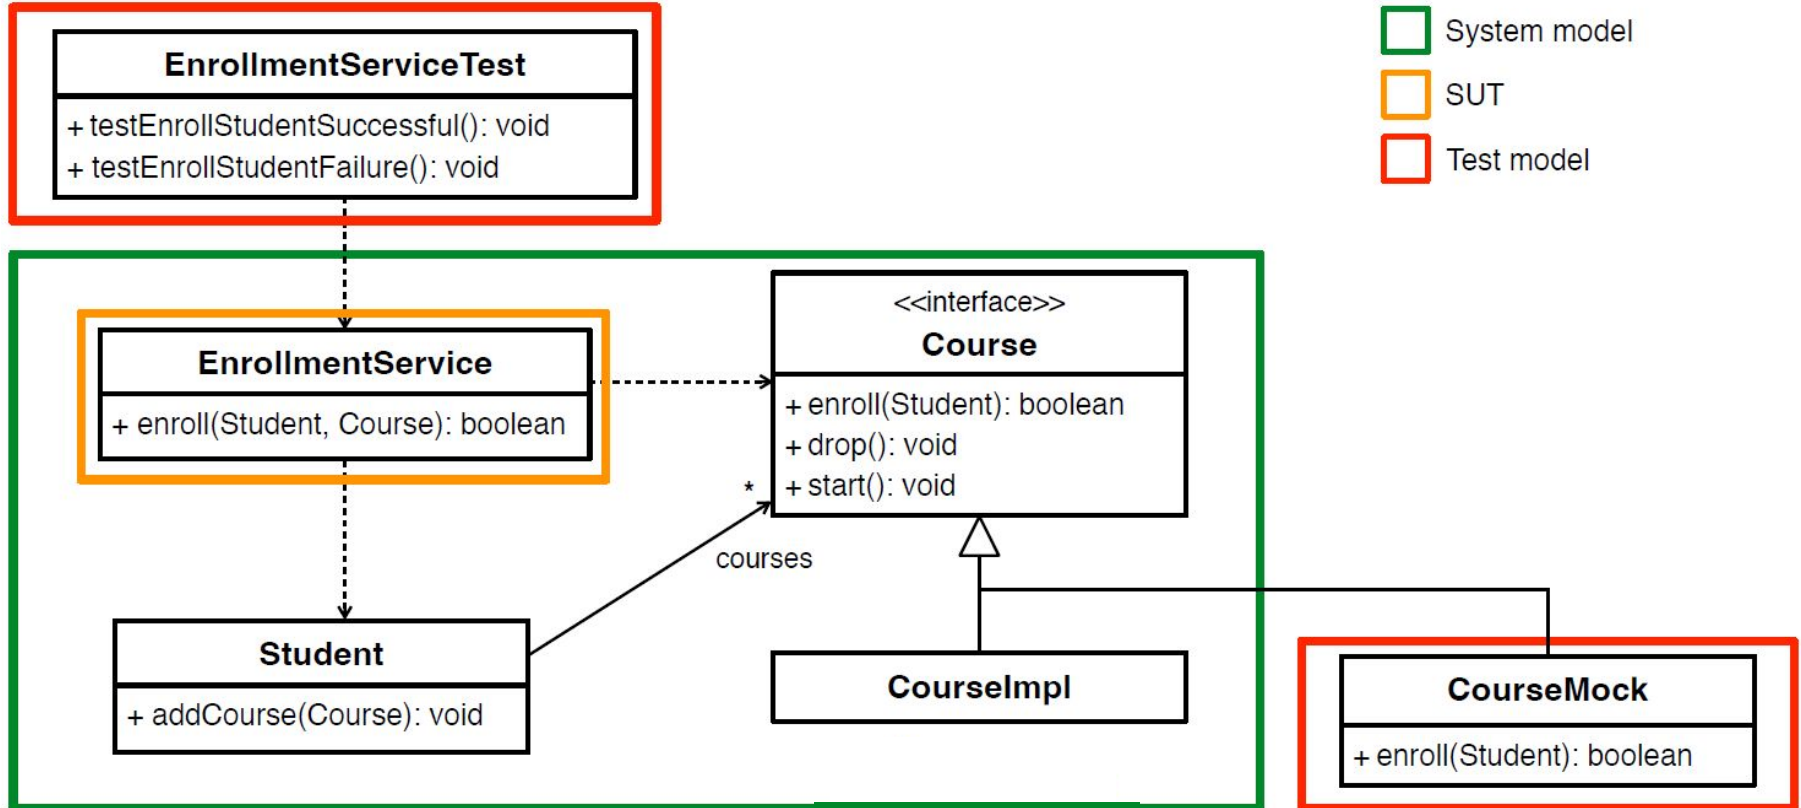 EnrollmentServiceTest
+ testEnrollStudentSuccessful(): void
+ testEnrollStudentFailure(): void
System model
SUT
Test model
EnrollmentService
+ enroll(Student, Course): boolean
<<interface>>
Course
+ enroll(Student): boolean
+ drop(): void
+ start(): void
*
courses
Student
+ addCourse(Course): void
CourseImpl
CourseMock
+ enroll(Student): boolean